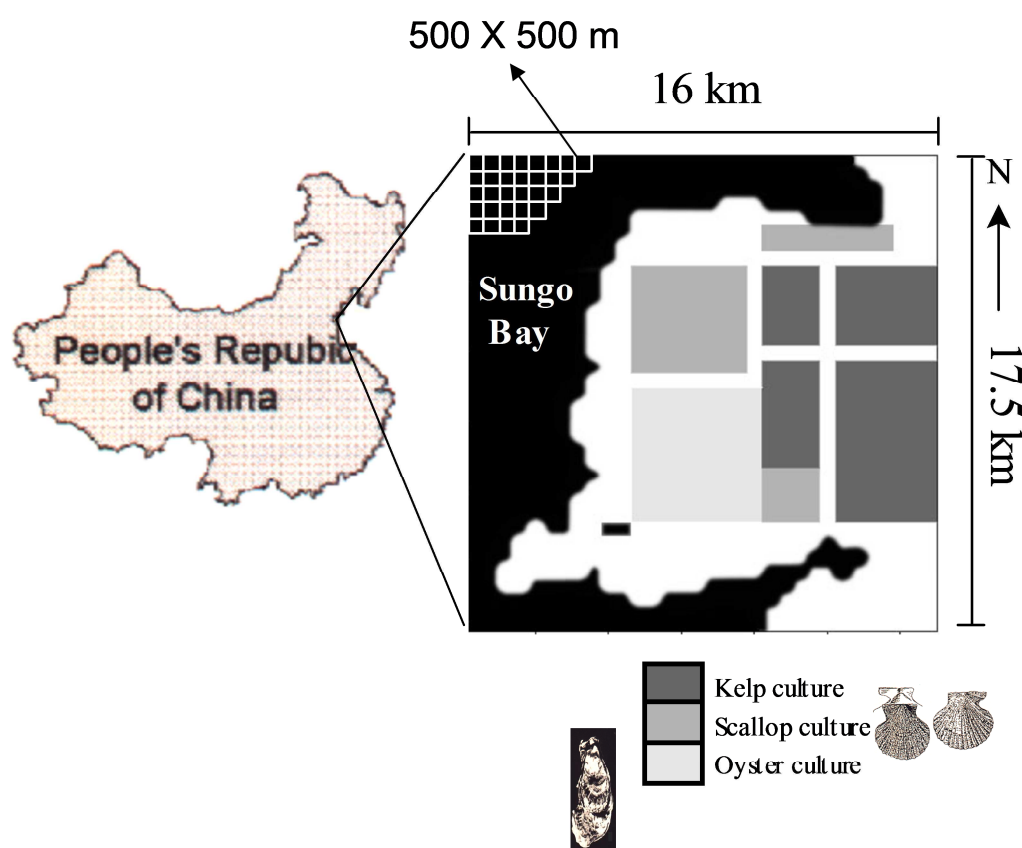 500 X 500 m
16 km
N
17.5 km
Sungo
Bay
People's Republic
of China
Kelp culture
Scallop culture
Oyster culture